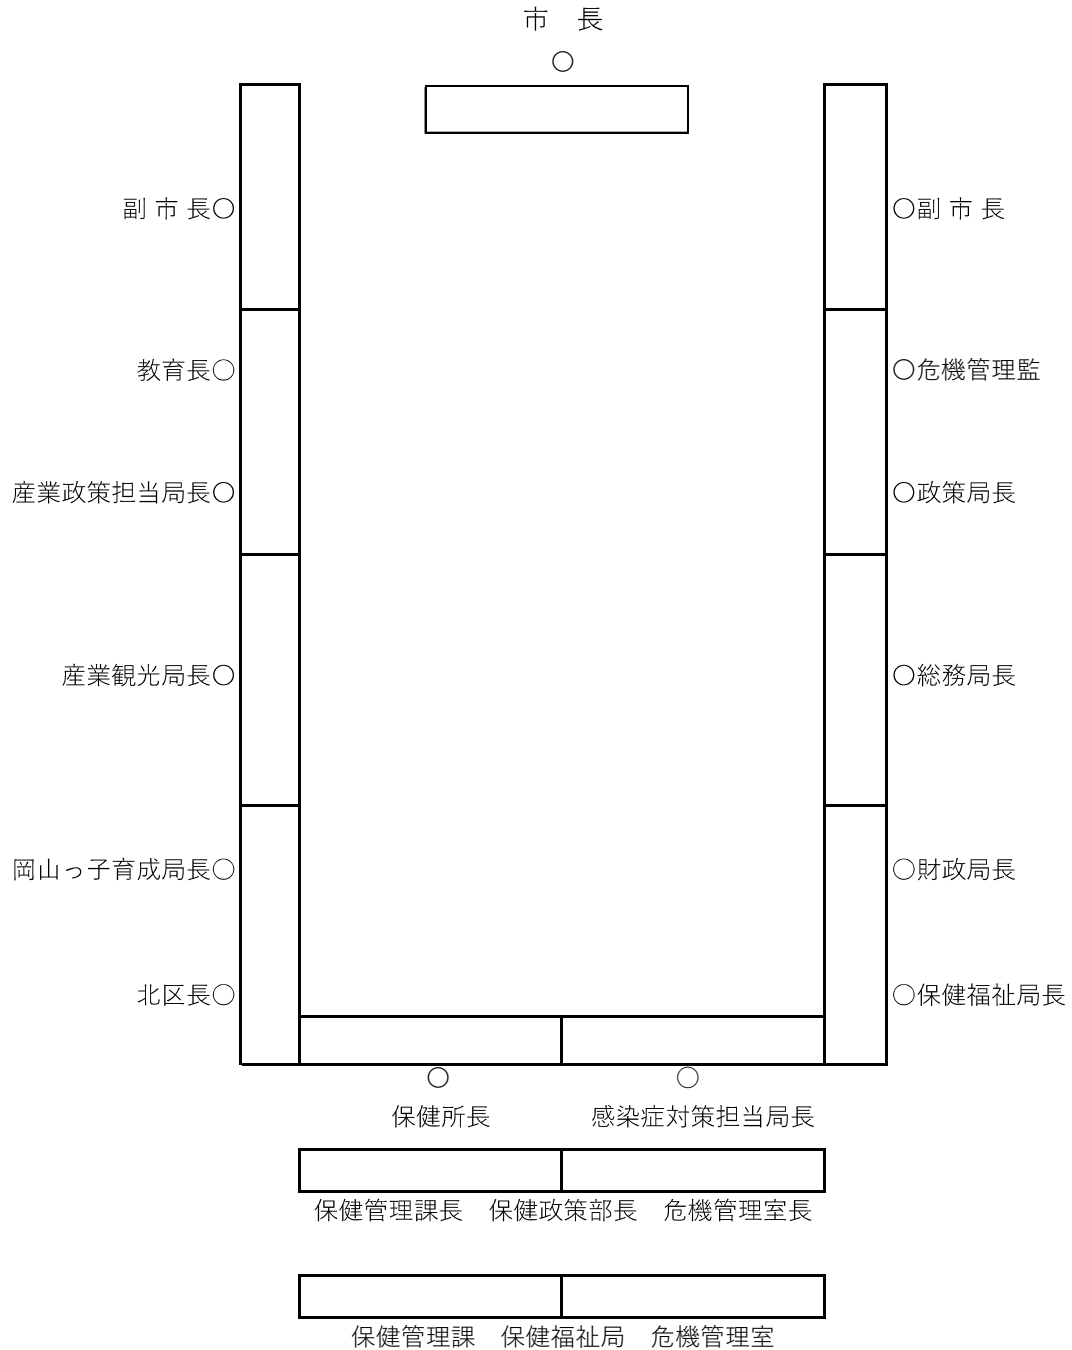 市　長
○
副 市 長○　○副 市 長
教育長○　○危機管理監
産業政策担当局長○　○政策局長
産業観光局長○　○総務局長
岡山っ子育成局長○　○財政局長
北区長○　○保健福祉局長
○　○
保健所長　感染症対策担当局長
保健管理課長　保健政策部長　危機管理室長
保健管理課　保健福祉局　危機管理室